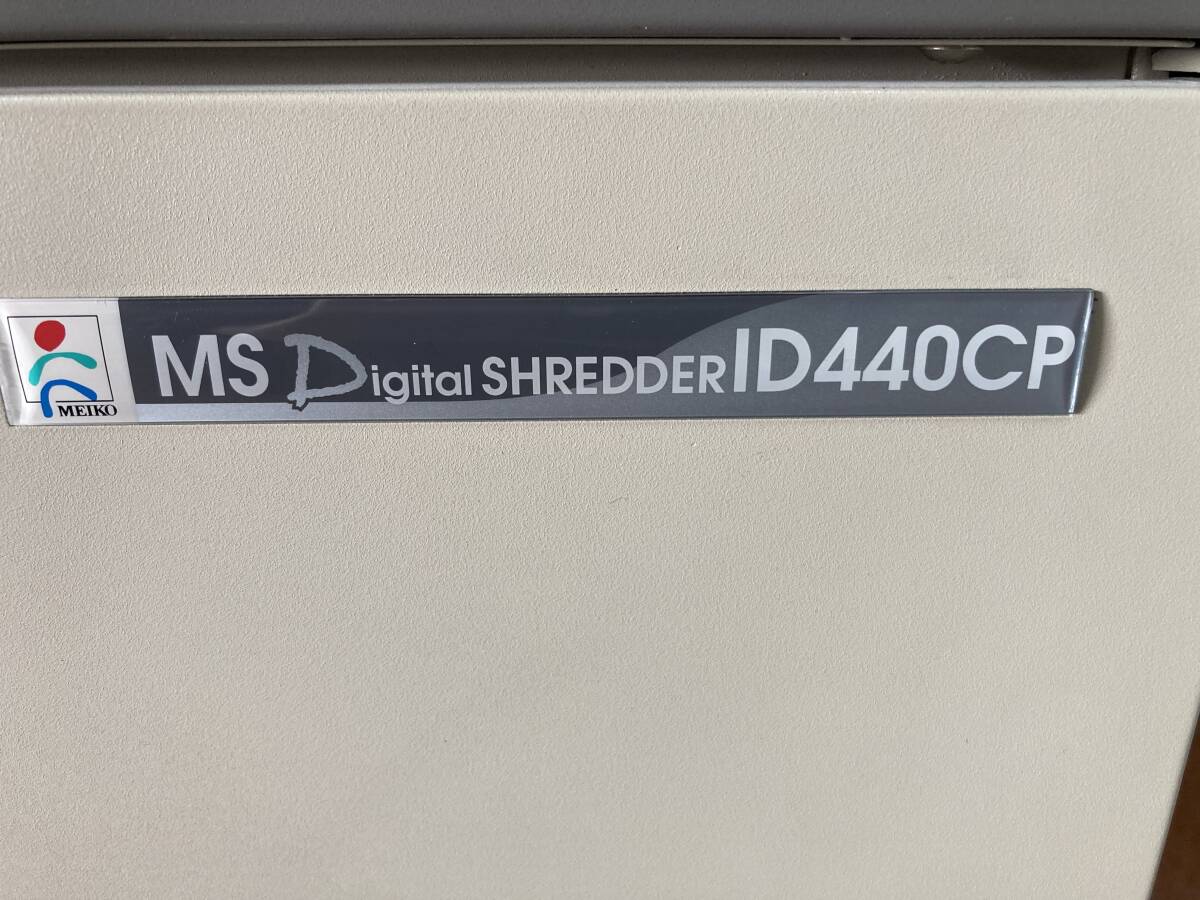 MEIKO
MS Digital SHREDDER ID440CP